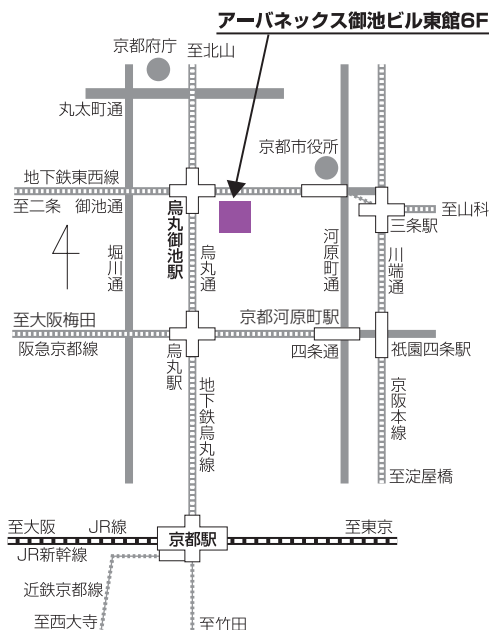 アーバネックス御池ビル東館6F
京都府庁
至北山
丸太町通
京都市役所
地下鉄東西線
至二条 御池通
烏丸御池駅
至山科
三条駅
堀川通
烏丸通
河原町通
川端通
至大阪梅田
京都河原町駅
阪急京都線
烏丸駅
四条通
祇園四条駅
地下鉄烏丸線
京阪本線
至淀屋橋
至大阪
JR線
至東京
京都駅
JR新幹線
近鉄京都線
至西大寺
至竹田